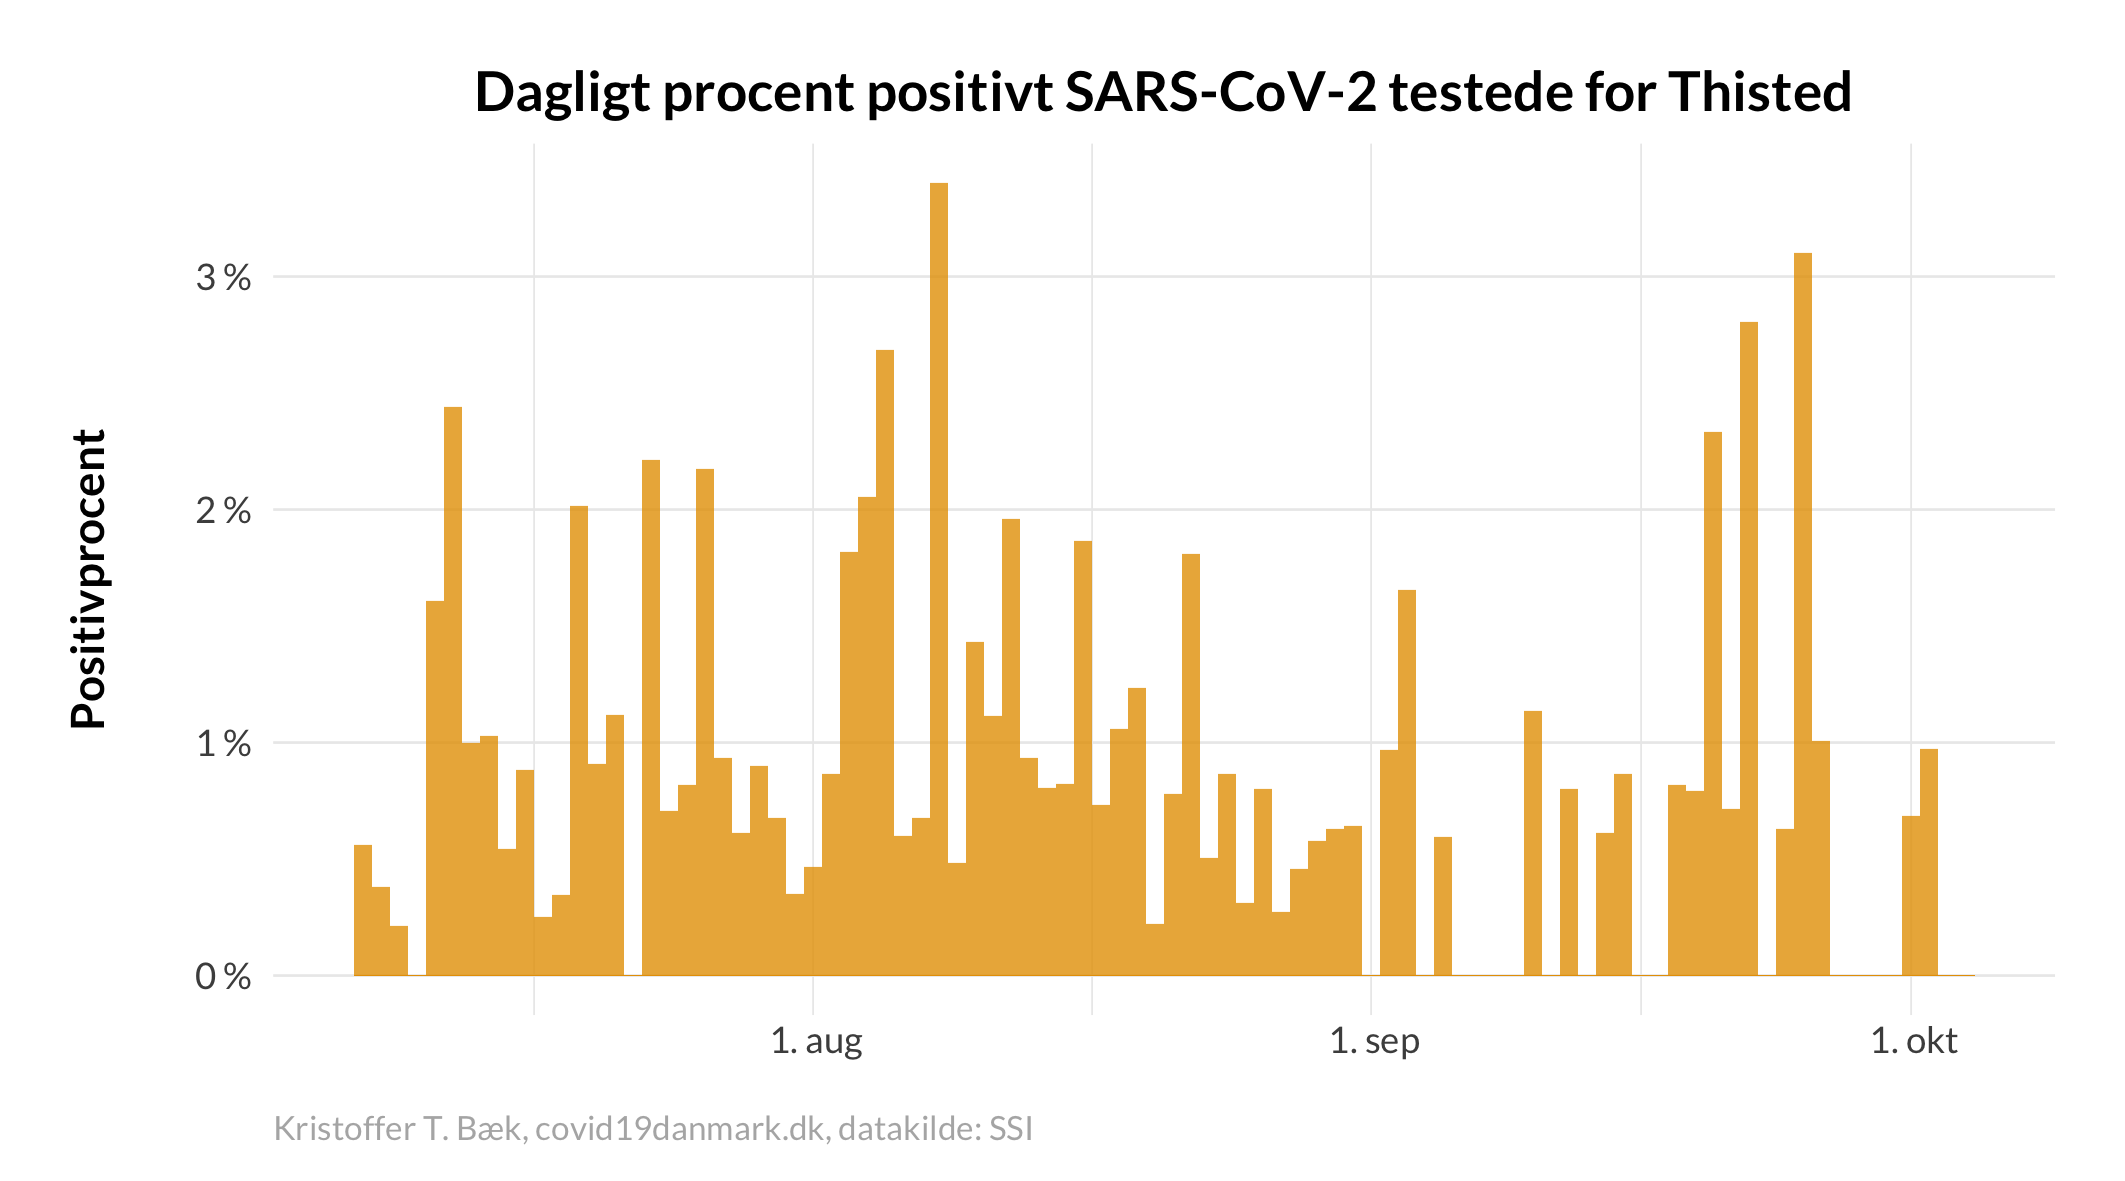 Dagligt procent positivt SARS-CoV-2 testede for Thisted
Positivprocent
3 %
2 %
1 %
0 %
1. aug
1. sep
1. okt
Kristoffer T. Bæk, covid19danmark.dk, datakilde: SSI